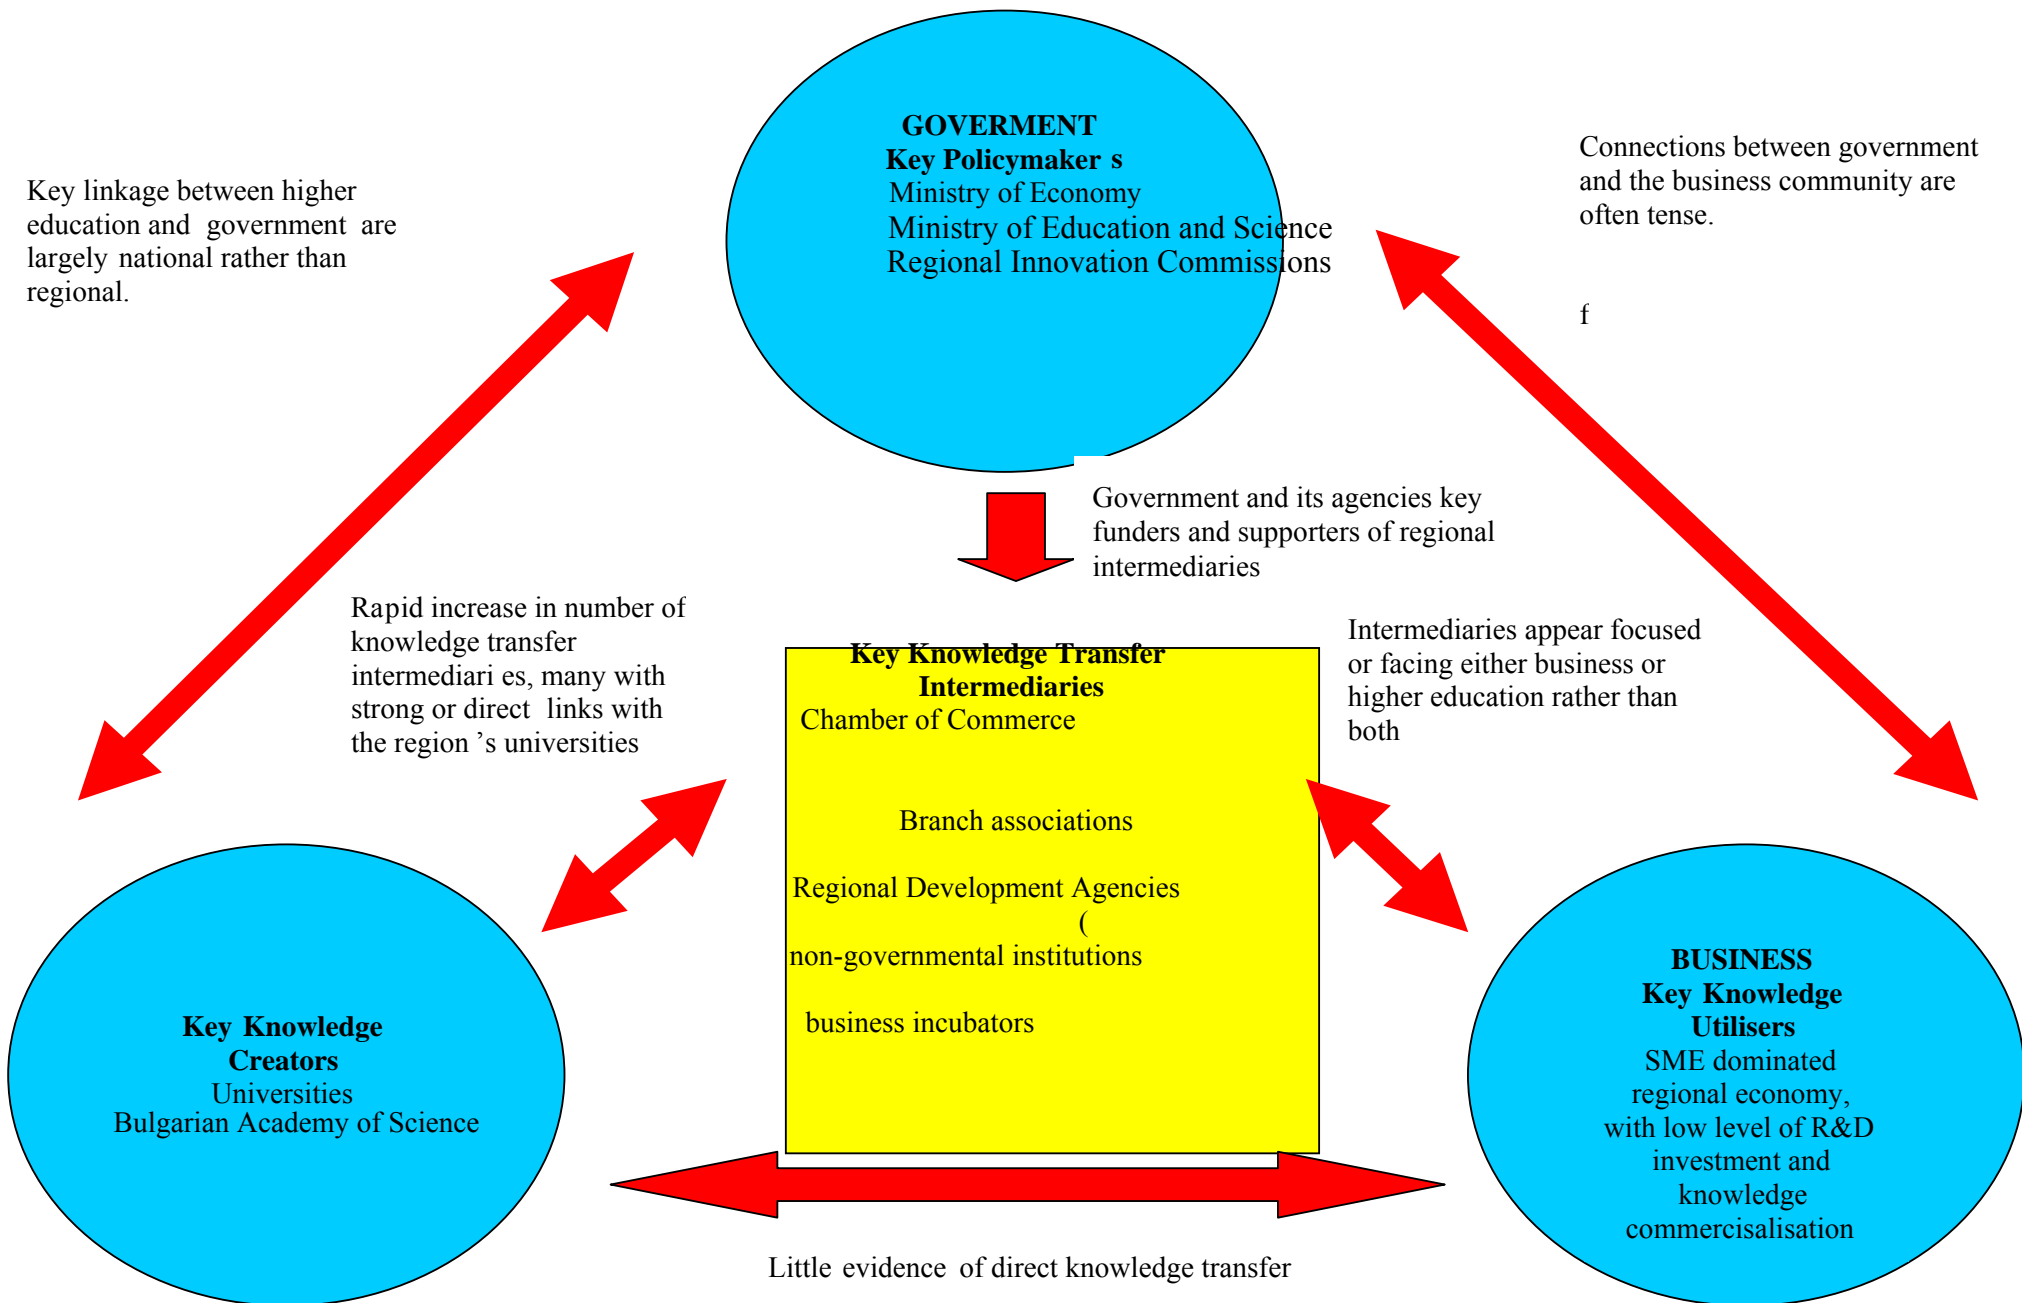 GOVERMENT
Key Policymaker s
Ministry of Economy
Ministry of Education and Science
Regional Innovation Commissions
Key linkage between higher
education and government are
largely national rather than
regional.
Connections between government
and the business community are
often tense.
f
Government and its agencies key
funders and supporters of regional
intermediaries
Rapid increase in number of
knowledge transfer
intermediari es, many with
strong or direct links with
the region ’s universities
Intermediaries appear focused
or facing either business or
higher education rather than
both
Key Knowledge Transfer
Intermediaries
Chamber of Commerce
Branch associations
Regional Development Agencies
(
non-governmental institutions
business incubators
Key Knowledge
Creators
Universities
Bulgarian Academy of Science
BUSINESS
Key Knowledge
Utilisers
SME dominated
regional economy,
with low level of R&D
investment and
knowledge
commercisalisation
Little evidence of direct knowledge transfer